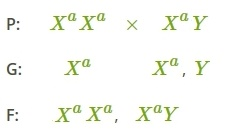 P: XᵃXᵃ × XᵃY
G: Xᵃ Xᵃ, Y
F: XᵃXᵃ, XᵃY